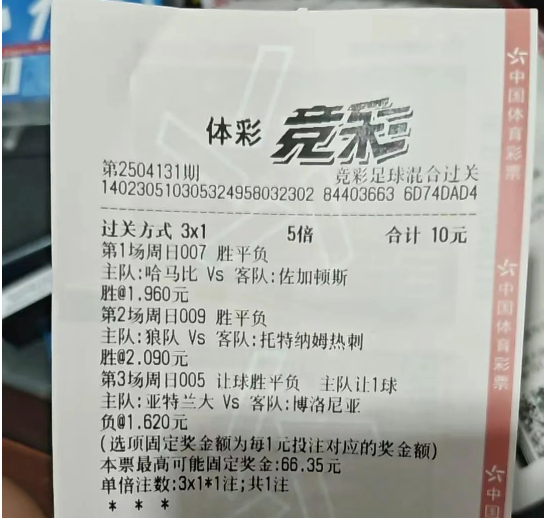 体彩 竞彩
第2504131期 竞彩足球混合过关
140230510305324958032302 84403663 6D74DAD4
过关方式 3x1 5倍 合计 10元
第1场周日007 胜平负
主队:哈马比 Vs 客队:佐加顿斯
胜@1.960元
第2场周日009 胜平负
主队:狼队 Vs 客队:托特纳姆热刺
胜@2.090元
第3场周日005 让球胜平负 主队让1球
主队:亚特兰大 Vs 客队:博洛尼亚
负@1.620元
(选项固定奖金额为每1元投注对应的奖金额)
本票最高可能固定奖金:66.35元
单倍注数:3x1*1注;共1注
* * *
中国体育彩票
中国体育彩票
中国